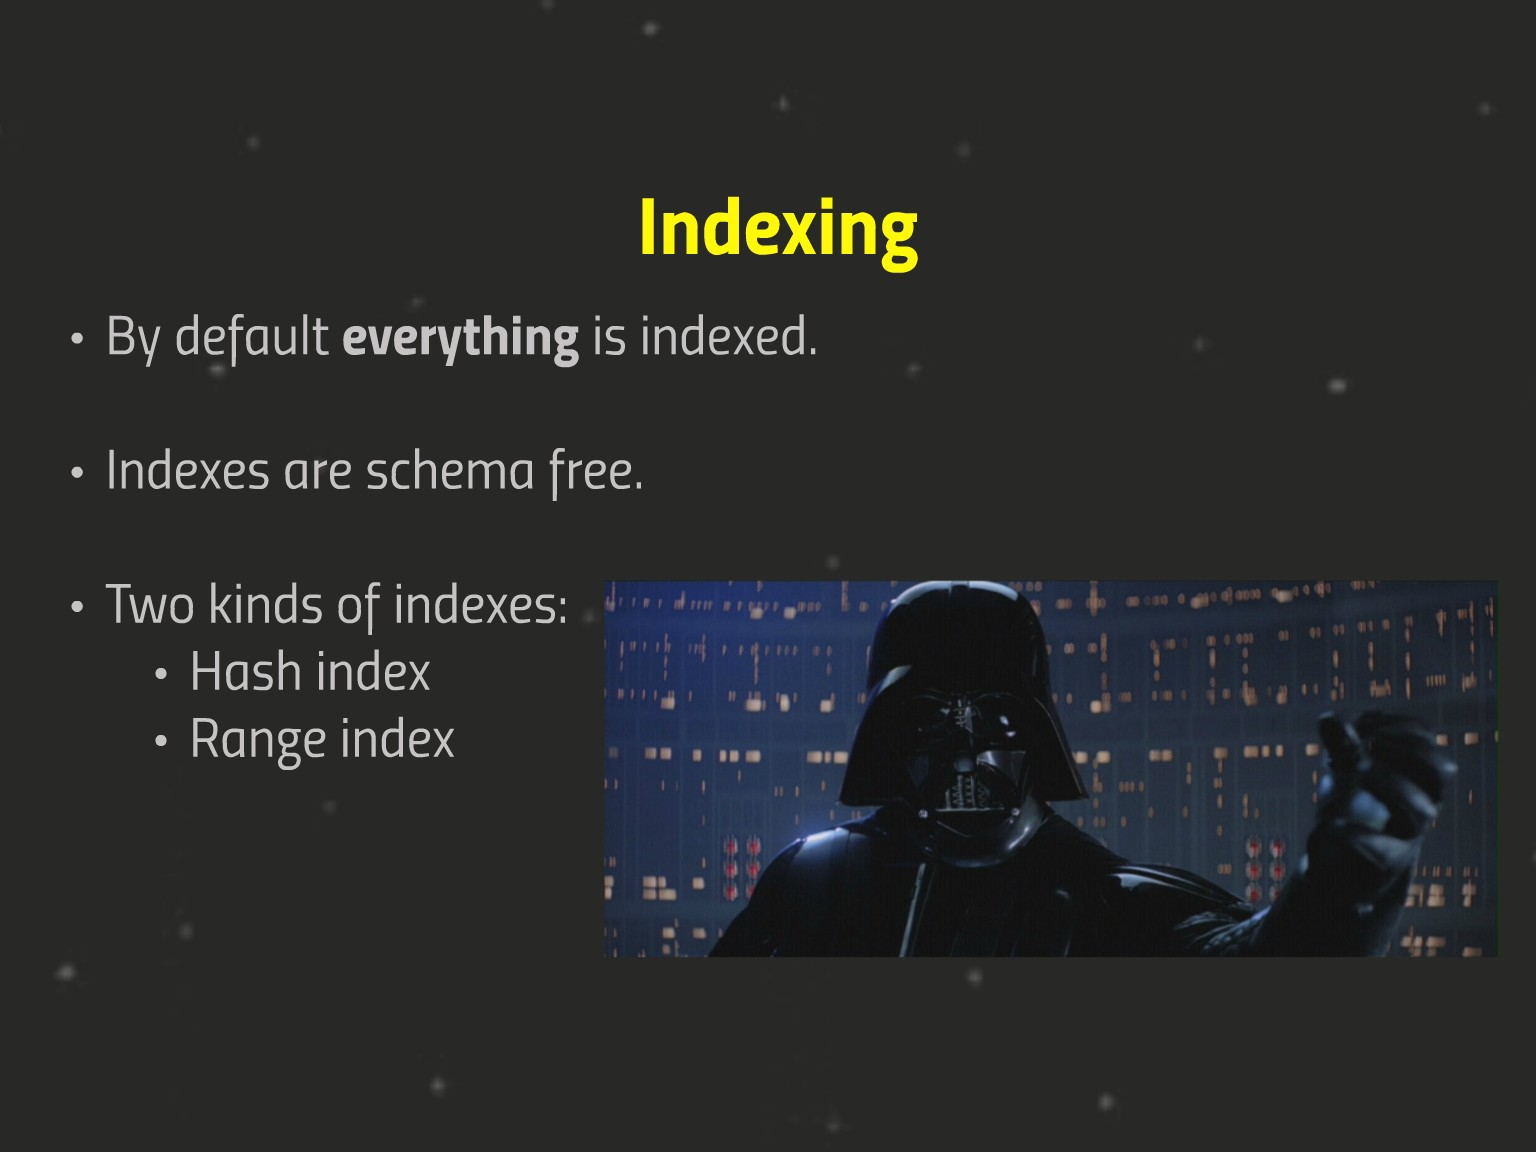 Indexing
• By default everything is indexed.
• Indexes are schema free.
• Two kinds of indexes:
• Hash index
• Range index